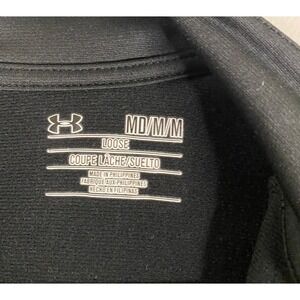 MD/M/M
LOOSE
COUPE LÂCHE/SUELTO
MADE IN PHILIPPINES
FABRIQUÉ AUX PHILIPPINES
HECHO EN FILIPINAS